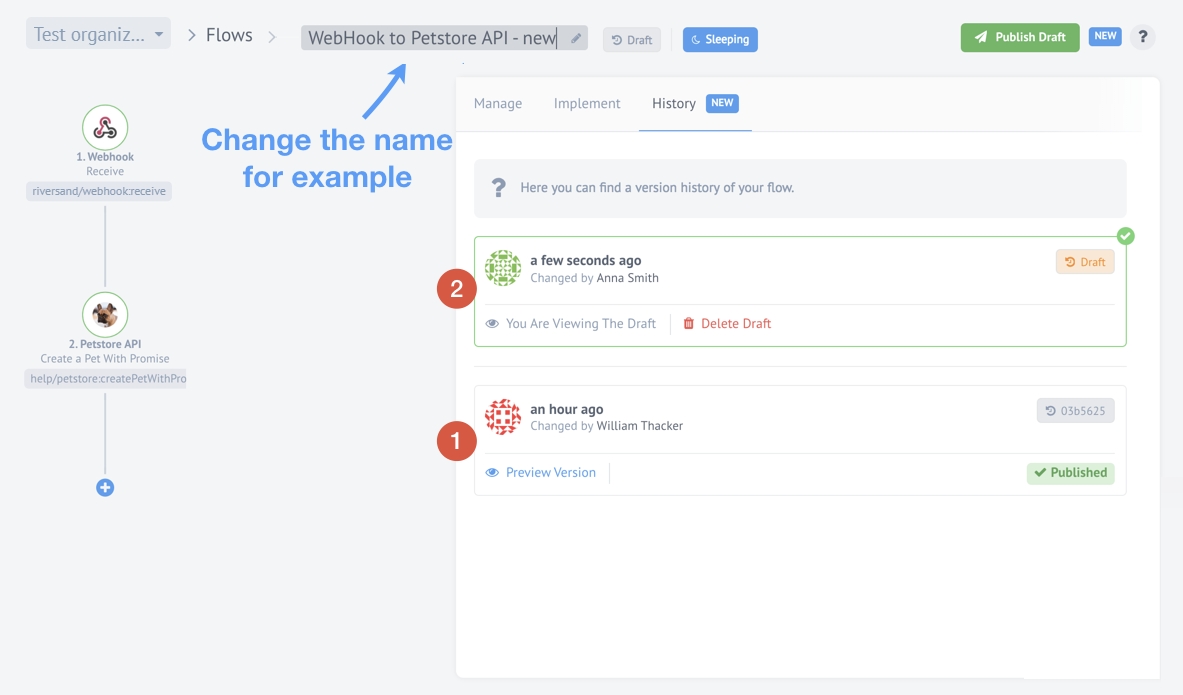 Test organiz...
Flows
WebHook to Petstore API - new
Draft
Sleeping
Publish Draft
NEW
?
Change the name
for example
1. Webhook
Receive
riversand/webhook:receive
2. Petstore API
Create a Pet With Promise
help/petstore:createPetWithPro
Manage
Implement
History
NEW
? Here you can find a version history of your flow.
2
a few seconds ago
Changed by Anna Smith
Draft
You Are Viewing The Draft
Delete Draft
1
an hour ago
Changed by William Thacker
03b5625
Preview Version
Published